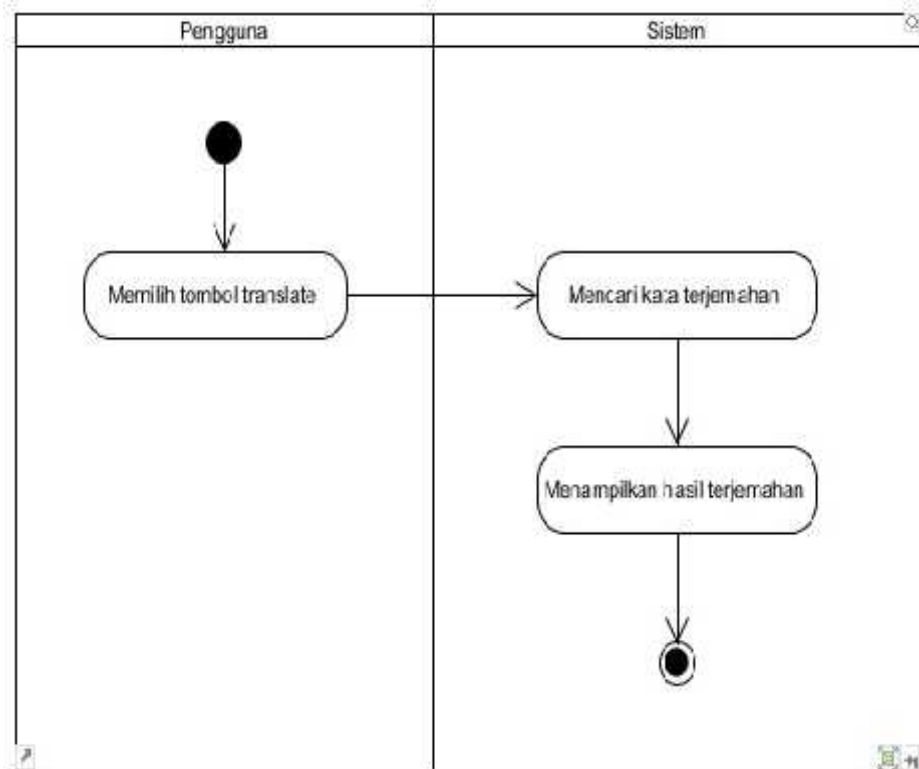 Pengguna
Sistem
Memilih tombol translate
Mencari kata terjemahan
Menampilkan hasil terjemahan